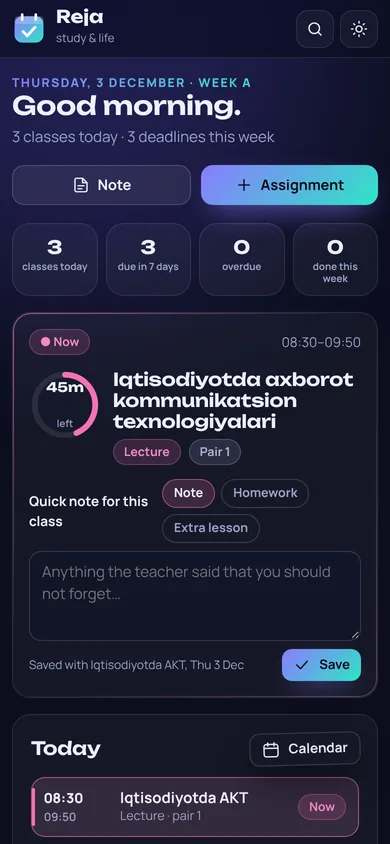 Reja
study & life
THURSDAY, 3 DECEMBER · WEEK A
Good morning.
3 classes today · 3 deadlines this week
Note
Assignment
3
classes today
3
due in 7 days
0
overdue
0
done this
week
Now
08:30–09:50
45m
left
Iqtisodiyotda axborot
kommunikatsion
texnologiyalari
Lecture
Pair 1
Quick note for this
class
Note
Homework
Extra lesson
Anything the teacher said that you should
not forget…
Saved with Iqtisodiyotda AKT, Thu 3 Dec
Save
Today
Calendar
08:30
Iqtisodiyotda AKT
09:50
Lecture · pair 1
Now